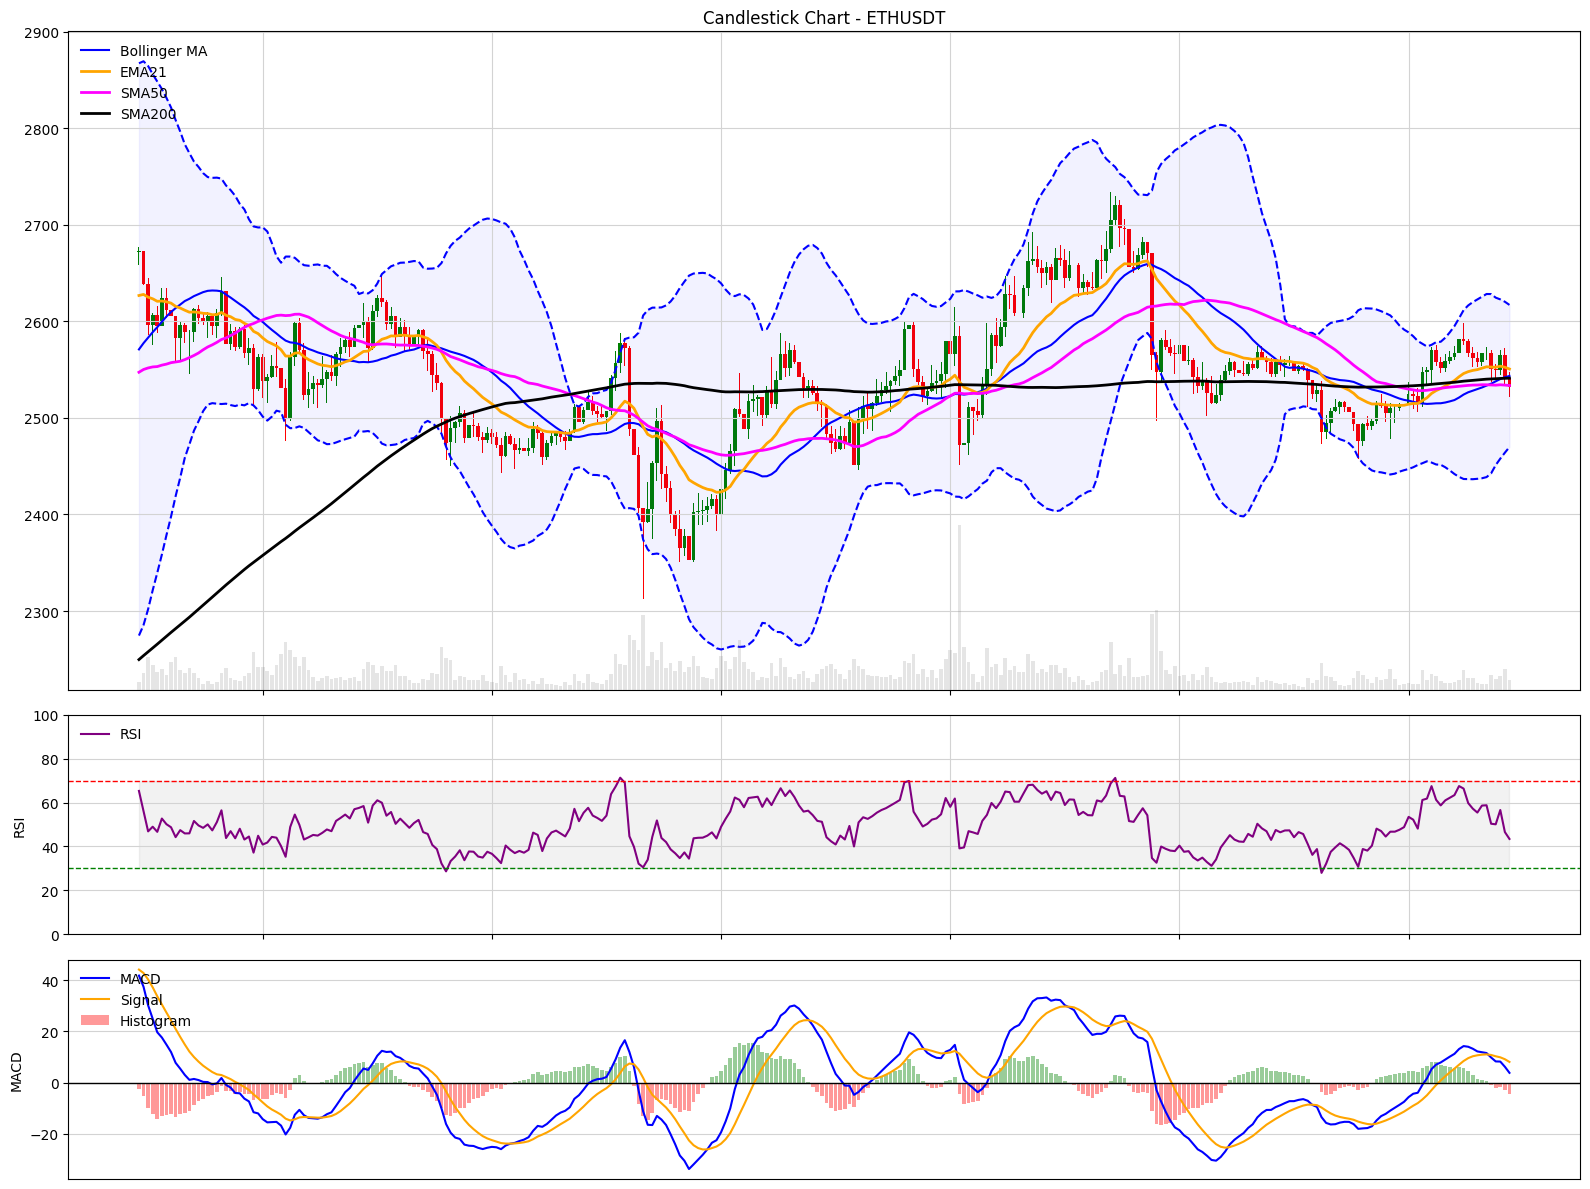 Candlestick Chart - ETHUSDT
2900
2800
2700
2600
2500
2400
2300
Bollinger MA
EMA21
SMA50
SMA200
100
80
60
40
20
0
RSI
RSI
40
20
0
−20
MACD
MACD
Signal
Histogram